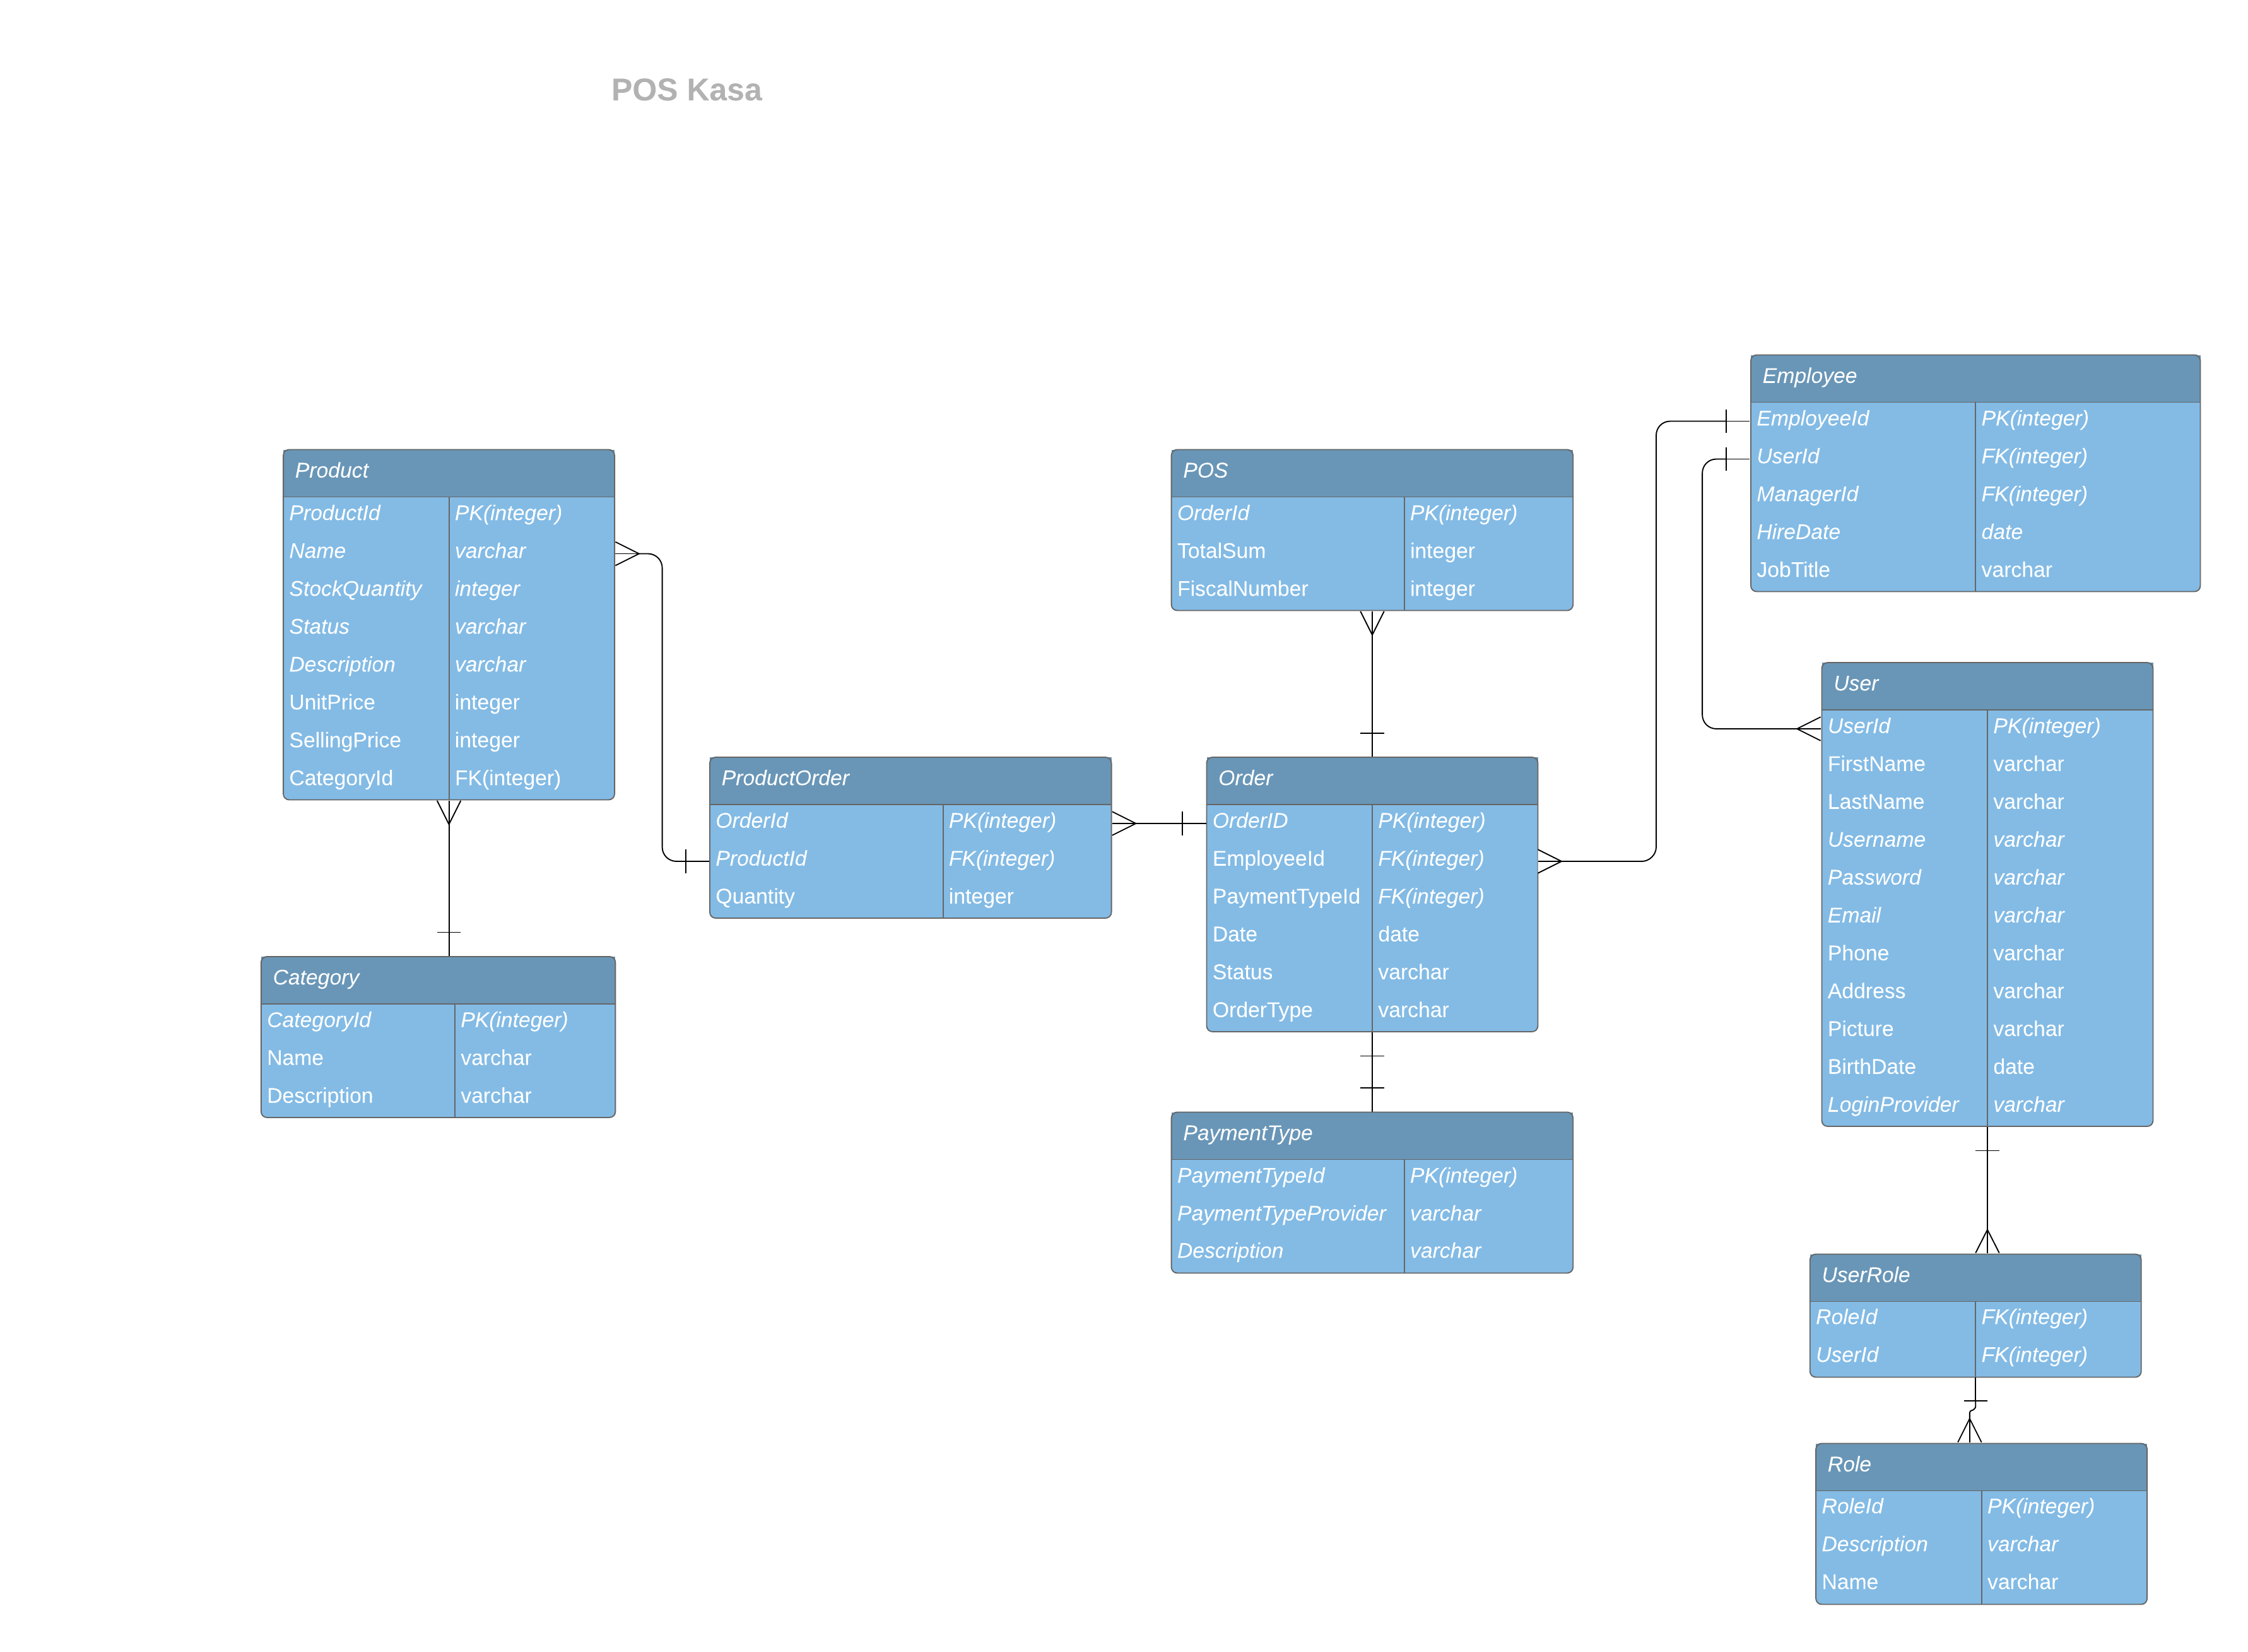 POS Kasa
Product
ProductId PK(integer)
Name varchar
StockQuantity integer
Status varchar
Description varchar
UnitPrice integer
SellingPrice integer
CategoryId FK(integer)
Category
CategoryId PK(integer)
Name varchar
Description varchar
ProductOrder
OrderId PK(integer)
ProductId FK(integer)
Quantity integer
POS
OrderId PK(integer)
TotalSum integer
FiscalNumber integer
Order
OrderID PK(integer)
EmployeeId FK(integer)
PaymentTypeId FK(integer)
Date date
Status varchar
OrderType varchar
PaymentType
PaymentTypeId PK(integer)
PaymentTypeProvider varchar
Description varchar
Employee
EmployeeId PK(integer)
UserId FK(integer)
ManagerId FK(integer)
HireDate date
JobTitle varchar
User
UserId PK(integer)
FirstName varchar
LastName varchar
Username varchar
Password varchar
Email varchar
Phone varchar
Address varchar
Picture varchar
BirthDate date
LoginProvider varchar
UserRole
RoleId FK(integer)
UserId FK(integer)
Role
RoleId PK(integer)
Description varchar
Name varchar